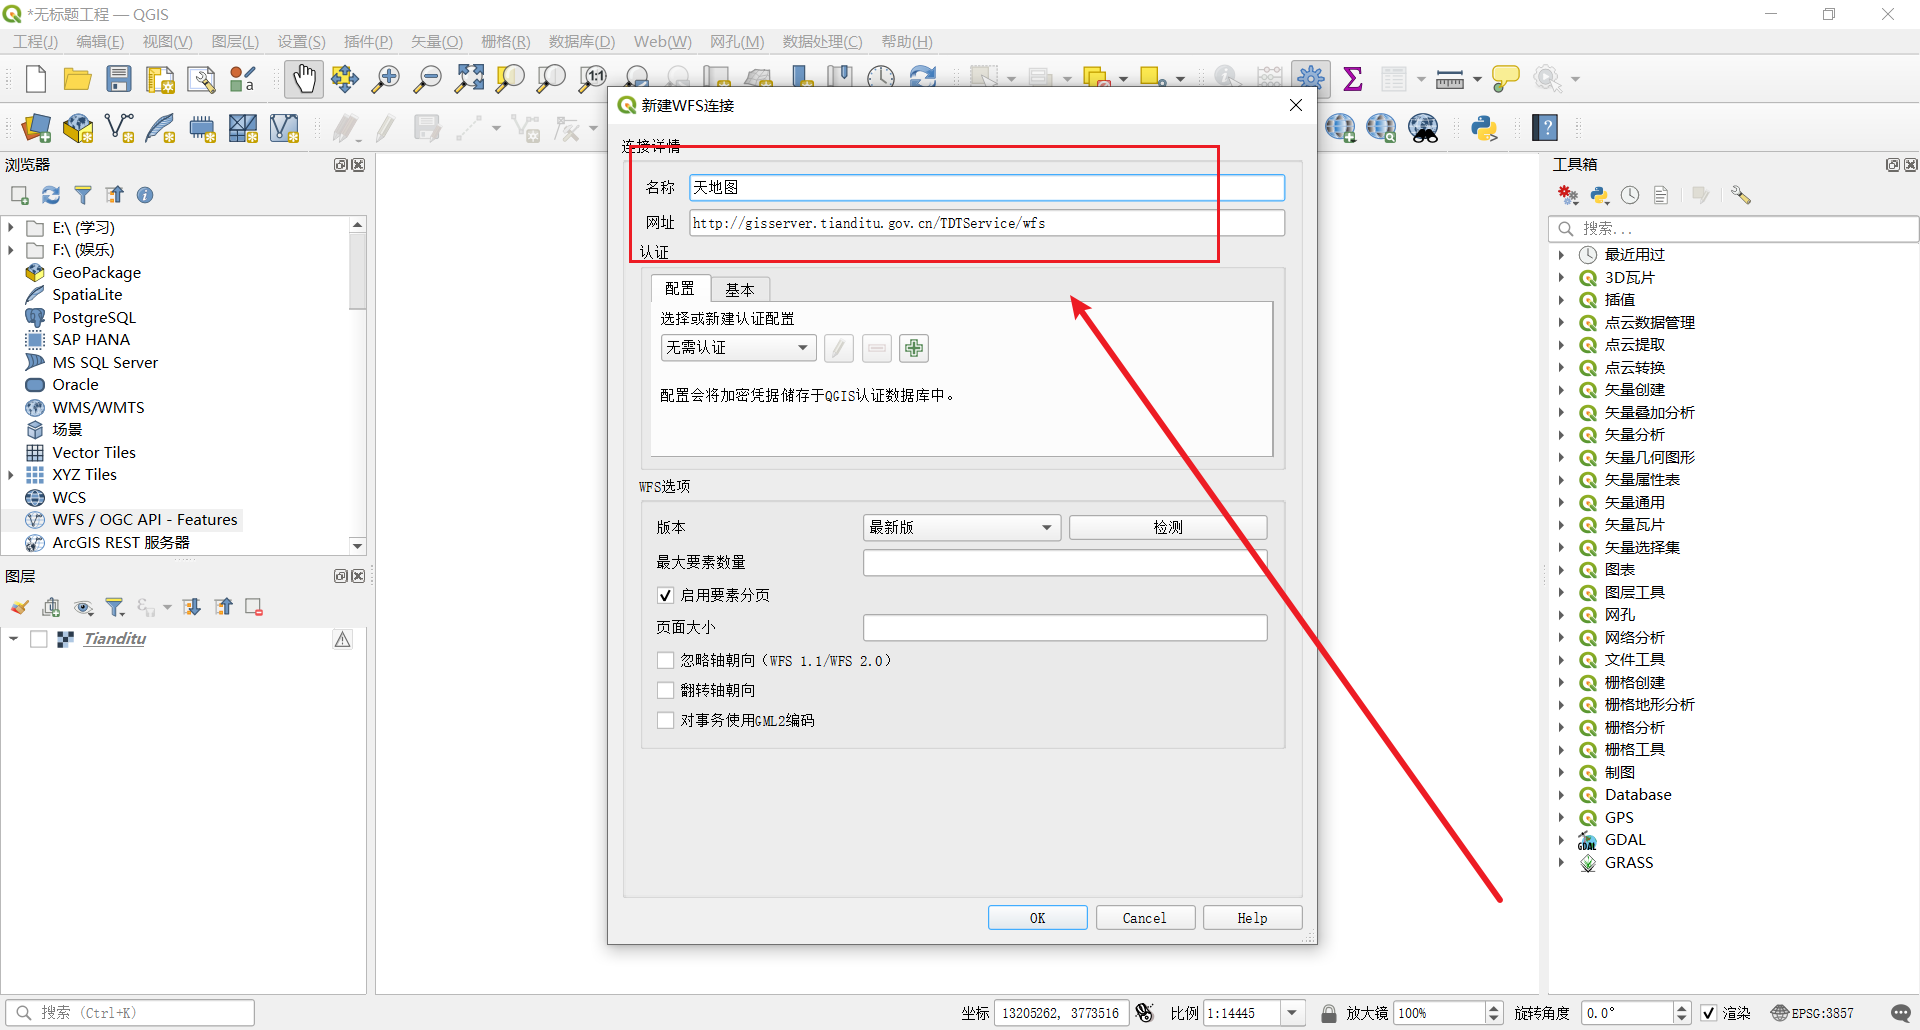 *无标题工程 — QGIS
工程(J) 编辑(E) 视图(V) 图层(L) 设置(S) 插件(P) 矢量(O) 栅格(R) 数据库(D) Web(W) 网孔(M) 数据处理(C) 帮助(H)
新建WFS连接
连接详情
名称 天地图
网址 http://gisserver.tianditu.gov.cn/TDTService/wfs
认证
配置 基本
选择或新建认证配置
无需认证
配置会将加密凭据储存于QGIS认证数据库中。
WFS选项
版本 最新版 检测
最大要素数量
启用要素分页
页面大小
忽略轴朝向（WFS 1.1/WFS 2.0）
翻转轴朝向
对事务使用GML2编码
OK Cancel Help
浏览器
E:\ (学习)
F:\ (娱乐)
GeoPackage
SpatiaLite
PostgreSQL
SAP HANA
MS SQL Server
Oracle
WMS/WMTS
场景
Vector Tiles
XYZ Tiles
WCS
WFS / OGC API - Features
ArcGIS REST 服务器
图层
Tianditu
工具箱
搜索...
最近用过
3D瓦片
插值
点云数据管理
点云提取
点云转换
矢量创建
矢量叠加分析
矢量分析
矢量几何图形
矢量属性表
矢量通用
矢量瓦片
矢量选择集
图表
图层工具
网孔
网络分析
文件工具
栅格创建
栅格地形分析
栅格分析
栅格工具
制图
Database
GPS
GDAL
GRASS
搜索 (Ctrl+K)
坐标 13205262, 3773516 比例 1:14445 放大镜 100% 旋转角度 0.0° 渲染 EPSG:3857